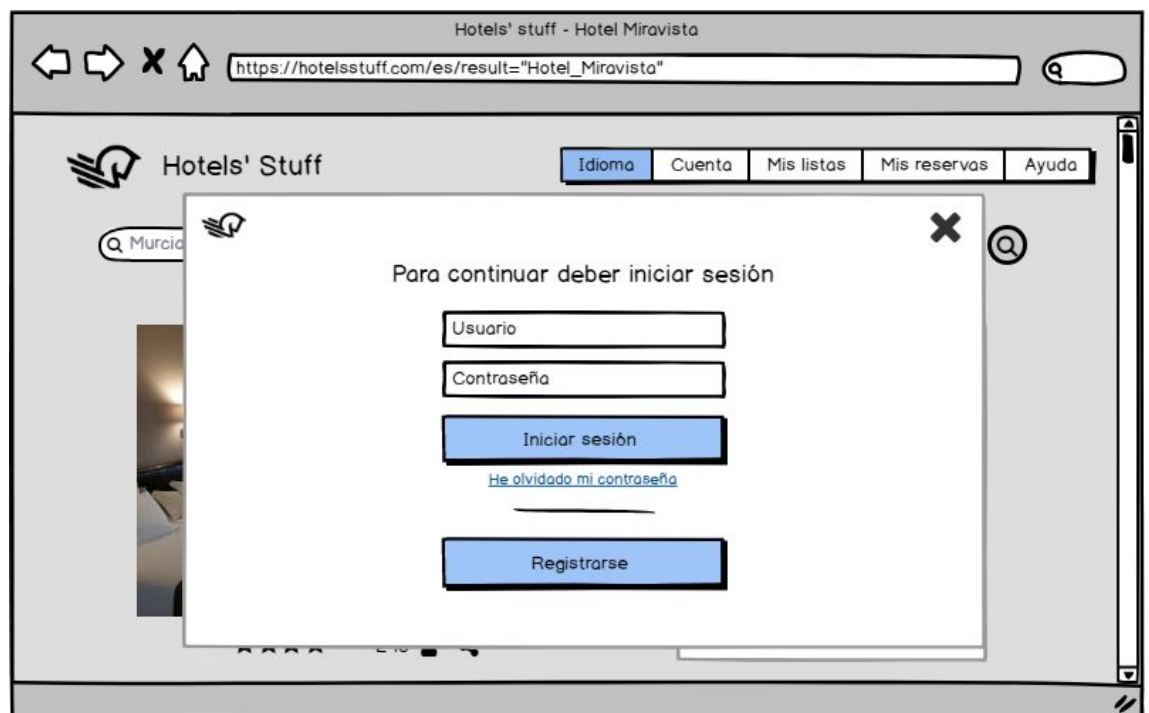 Hotels' stuff - Hotel Miravista
https://hotelsstuff.com/es/result="Hotel_Miravista"
Hotels' Stuff
Idioma Cuenta Mis listas Mis reservas Ayuda
Murcia
Para continuar deber iniciar sesión
Usuario
Contraseña
Iniciar sesión
He olvidado mi contraseña
Registrarse